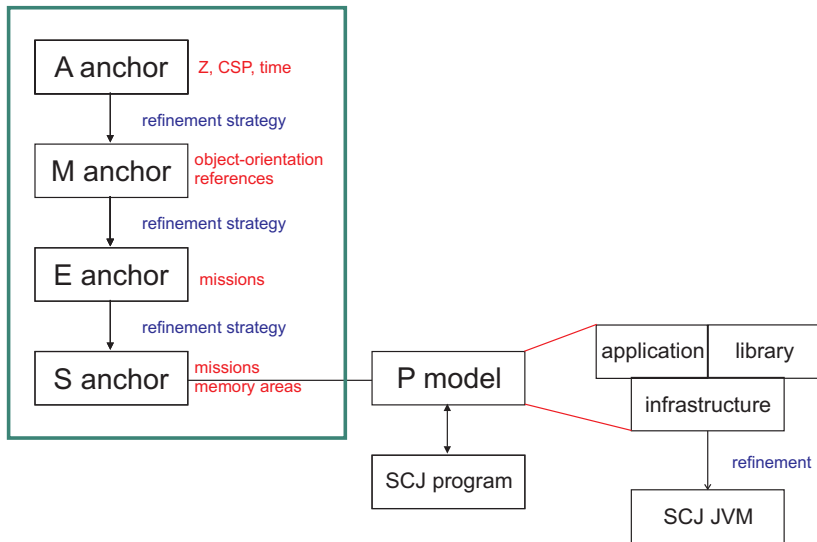 A anchor
Z, CSP, time
refinement strategy
M anchor
object-orientation
references
refinement strategy
E anchor
missions
refinement strategy
S anchor
missions
memory areas
P model
application
library
infrastructure
refinement
SCJ program
SCJ JVM